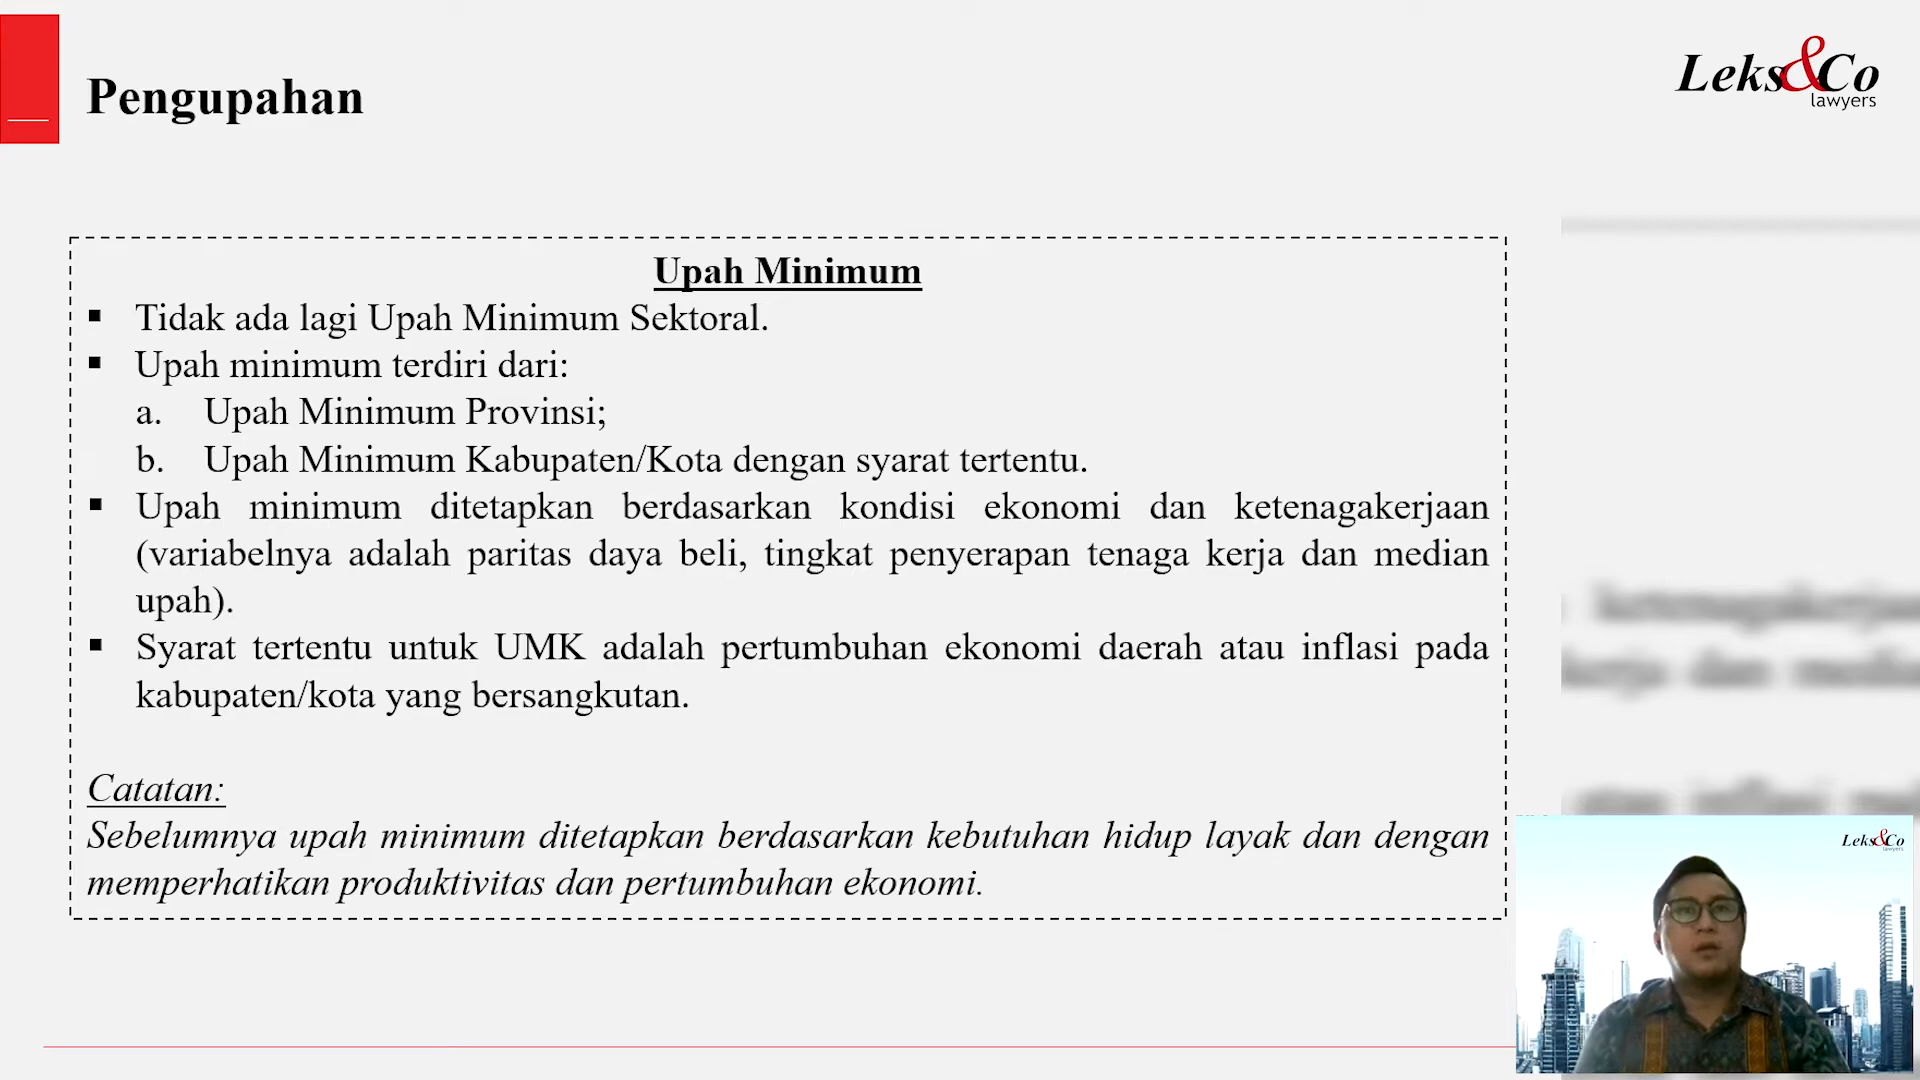 Pengupahan
Leks&Co
lawyers
Upah Minimum
▪ Tidak ada lagi Upah Minimum Sektoral.
▪ Upah minimum terdiri dari:
a. Upah Minimum Provinsi;
b. Upah Minimum Kabupaten/Kota dengan syarat tertentu.
▪ Upah minimum ditetapkan berdasarkan kondisi ekonomi dan ketenagakerjaan
(variabelnya adalah paritas daya beli, tingkat penyerapan tenaga kerja dan median
upah).
▪ Syarat tertentu untuk UMK adalah pertumbuhan ekonomi daerah atau inflasi pada
kabupaten/kota yang bersangkutan.
Catatan:
Sebelumnya upah minimum ditetapkan berdasarkan kebutuhan hidup layak dan dengan
memperhatikan produktivitas dan pertumbuhan ekonomi.
Leks&Co
lawyers